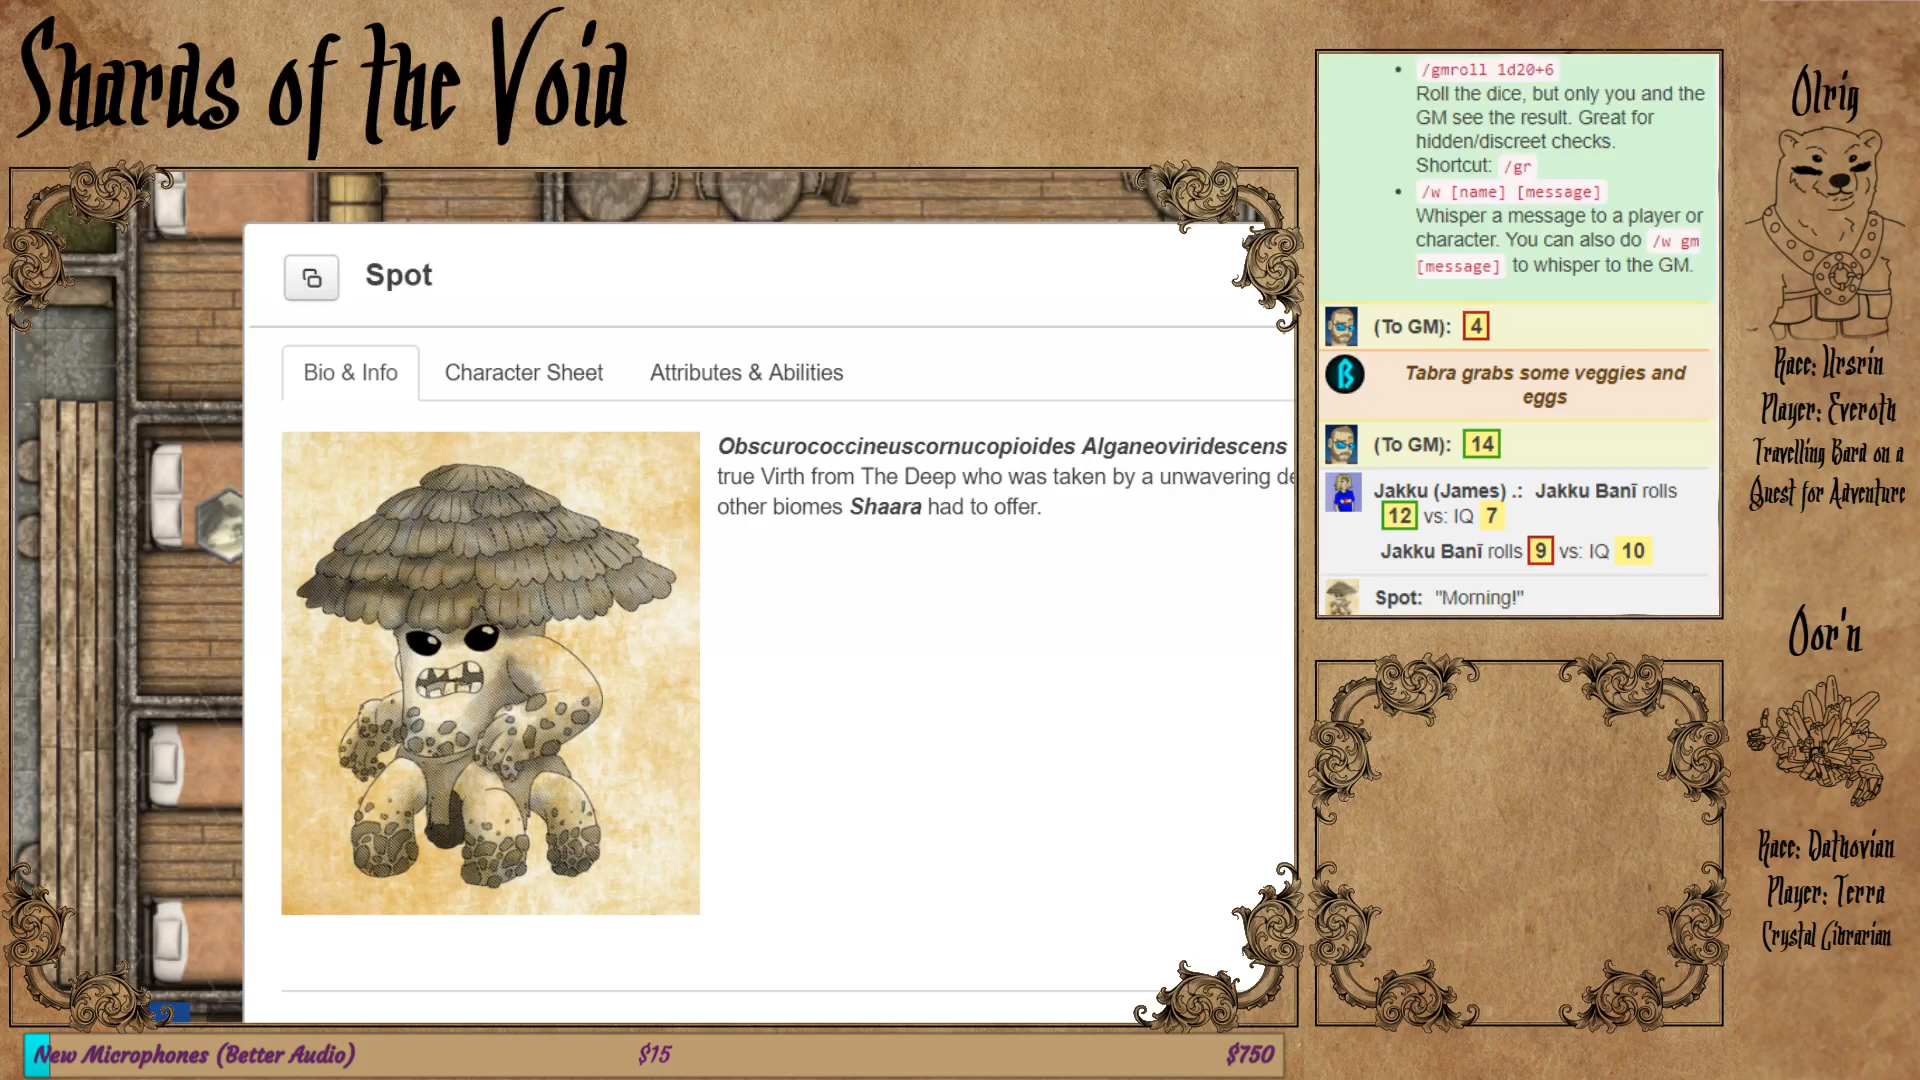 Shards of the Void
Spot
Bio & Info
Character Sheet
Attributes & Abilities
Obscurococcineuscornucopioides Alganeoviridescens
true Virth from The Deep who was taken by a unwavering de
other biomes Shaara had to offer.
/gmroll 1d20+6
Roll the dice, but only you and the
GM see the result. Great for
hidden/discreet checks.
Shortcut: /gr
/w [name] [message]
Whisper a message to a player or
character. You can also do /w gm
[message] to whisper to the GM.
(To GM): 4
ß
Tabra grabs some veggies and
eggs
(To GM): 14
Jakku (James) .: Jakku Banī rolls
12 vs: IQ 7
Jakku Banī rolls 9 vs: IQ 10
Spot: "Morning!"
Olrig
Race: Ursrin
Player: Everoth
Travelling Bard on a
Quest for Adventure
Oor'n
Race: Dathovian
Player: Terra
Crystal Librarian
New Microphones (Better Audio)
$15
$750